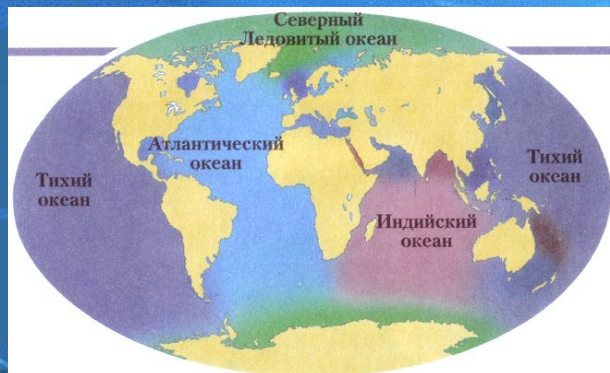 Северный
Ледовитый океан
Атлантический
океан
Тихий
океан
Тихий
океан
Индийский
океан